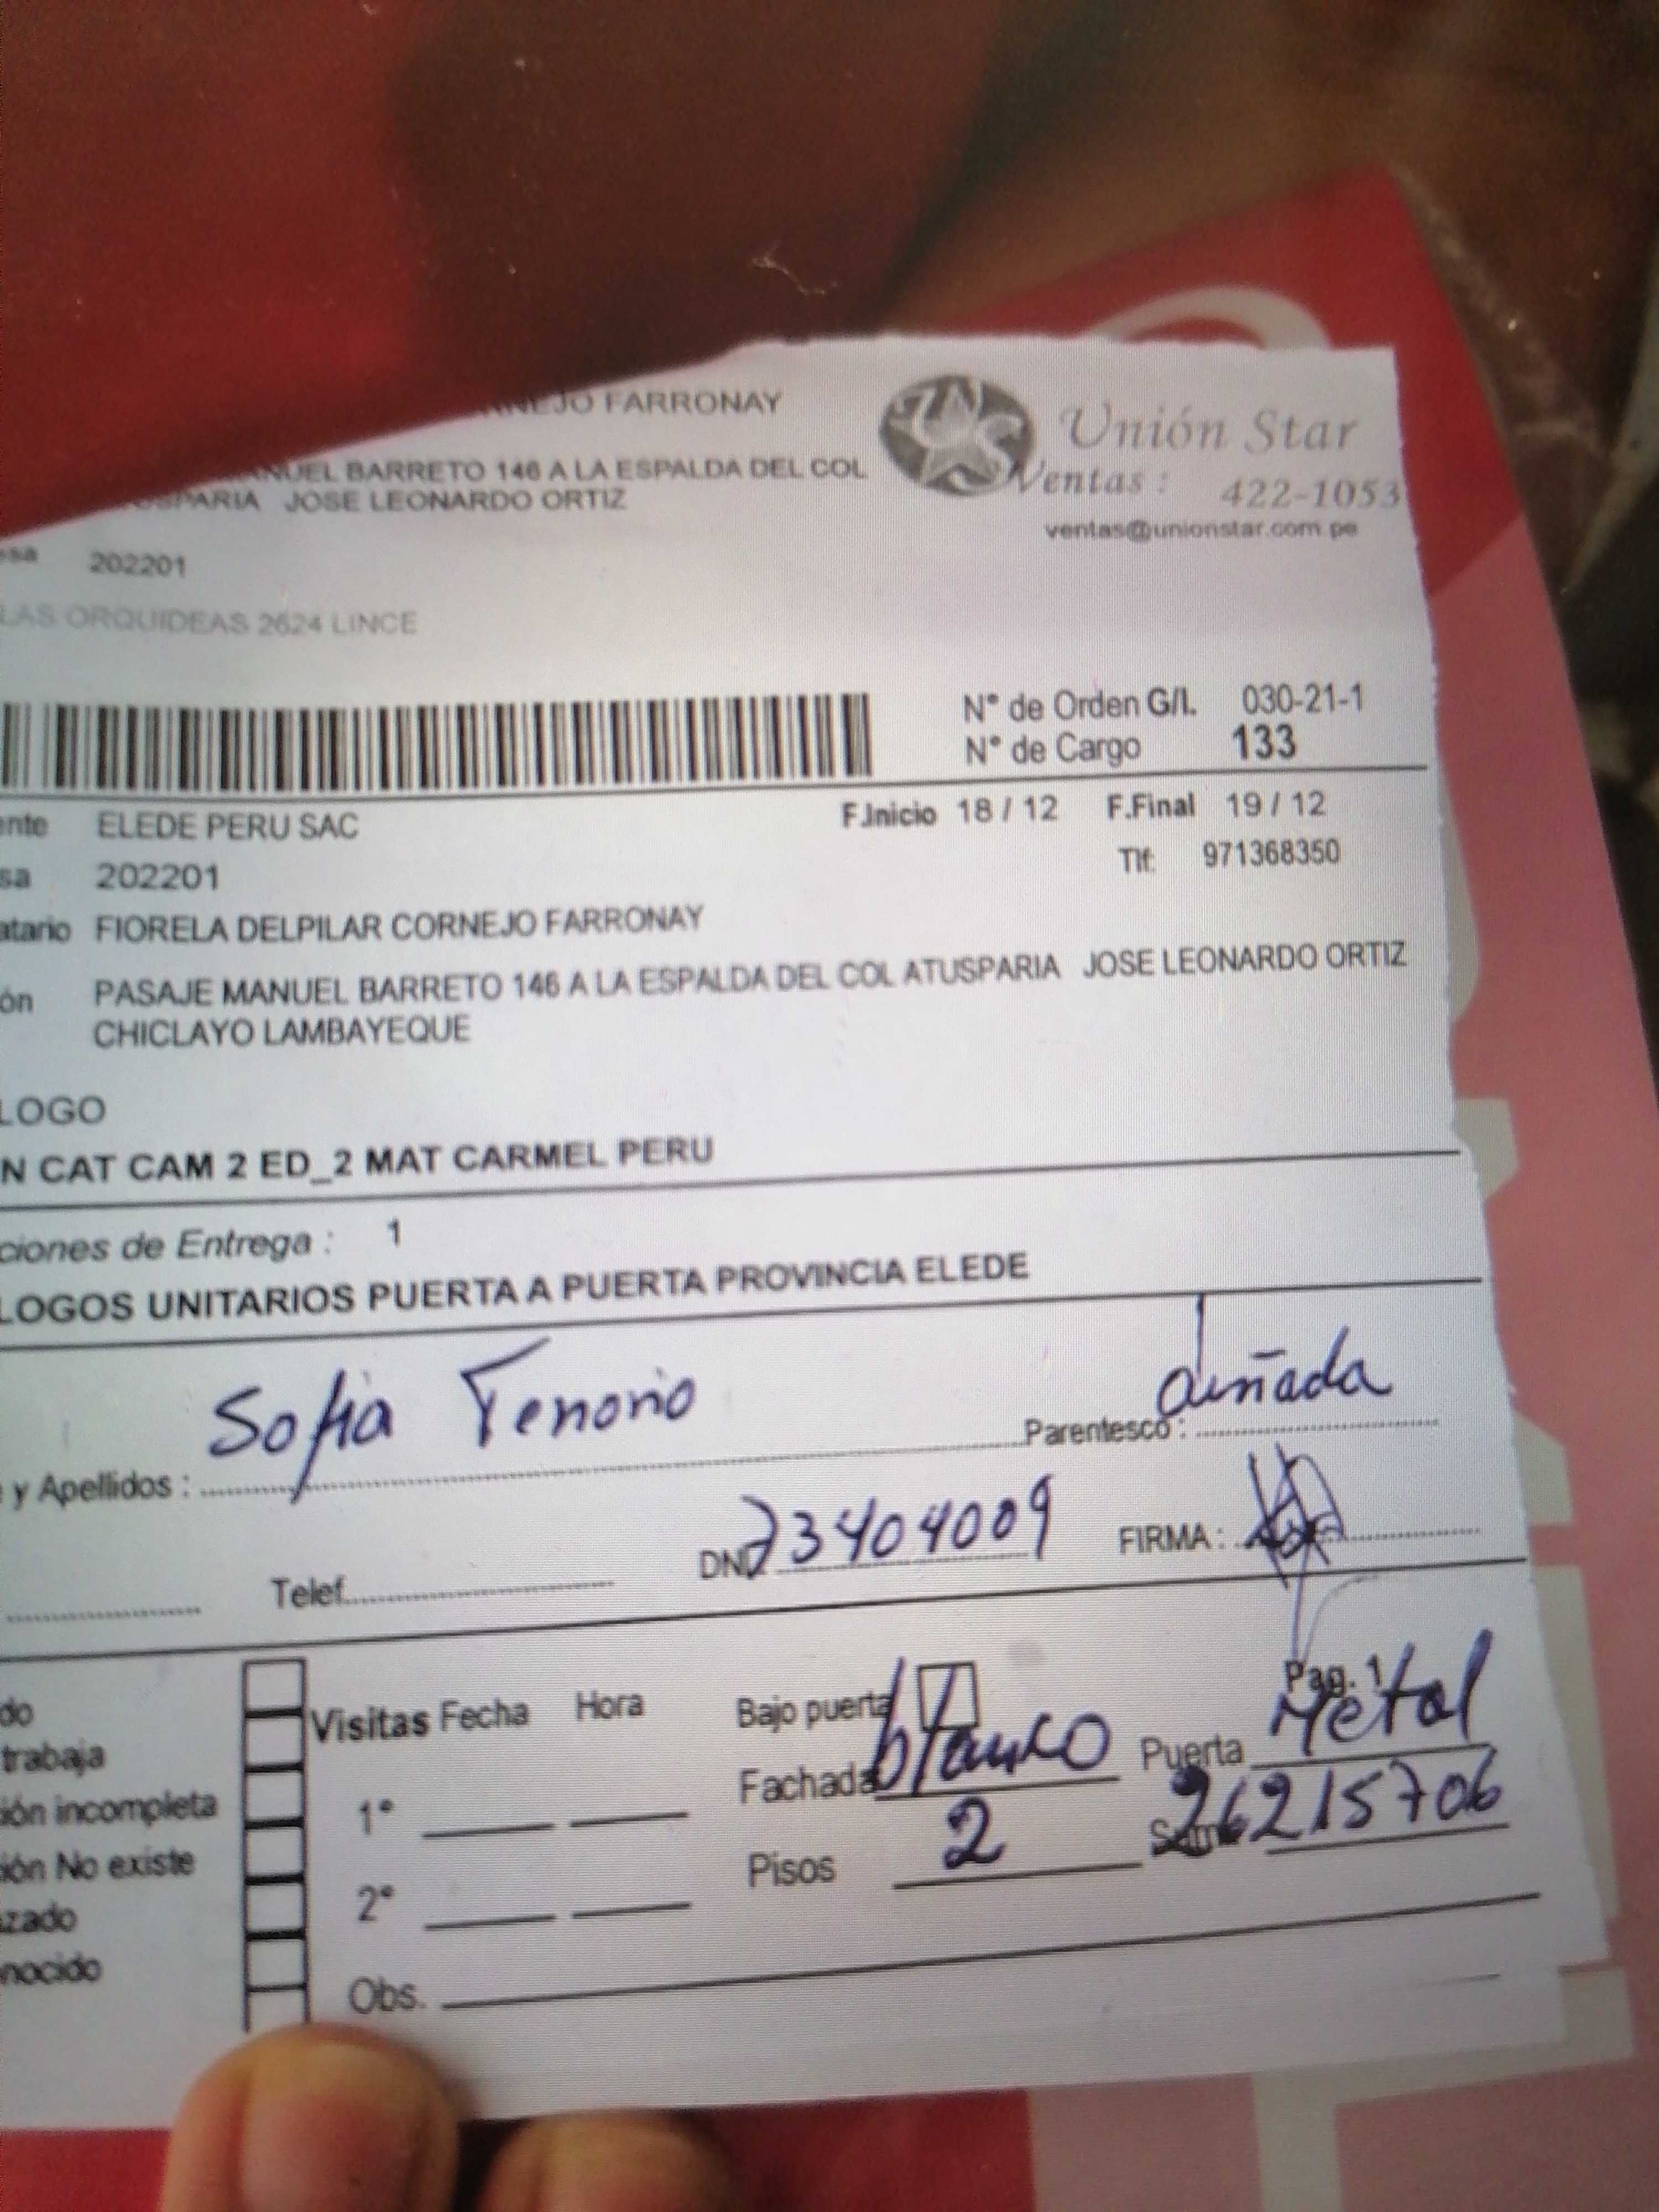 NEJO FARRONAY
Unión Star
NUEL BARRETO 146 A LA ESPALDA DEL COL
Ventas : 422-1053
SPARIA JOSE LEONARDO ORTIZ
ventas@unionstar.com.pe
sa 202201
LAS ORQUIDEAS 2624 LINCE
N° de Orden G/I. 030-21-1
N° de Cargo 133
ente ELEDE PERU SAC F.Inicio 18 / 12 F.Final 19 / 12
sa 202201 Tlf: 971368350
atario FIORELA DELPILAR CORNEJO FARRONAY
ón PASAJE MANUEL BARRETO 146 A LA ESPALDA DEL COL ATUSPARIA JOSE LEONARDO ORTIZ
CHICLAYO LAMBAYEQUE
LOGO
N CAT CAM 2 ED_2 MAT CARMEL PERU
ciones de Entrega : 1
LOGOS UNITARIOS PUERTA A PUERTA PROVINCIA ELEDE
y Apellidos : Sofia Tenorio Parentesco : cuñada
Telef. DNI 73404009 FIRMA :
Pag. 1
do
Visitas Fecha Hora Bajo puerta
trabaja
Fachada blanco Puerta Metal
ión incompleta 1°
Pisos 2 26215706
ión No existe
2°
zado
nocido
Obs.